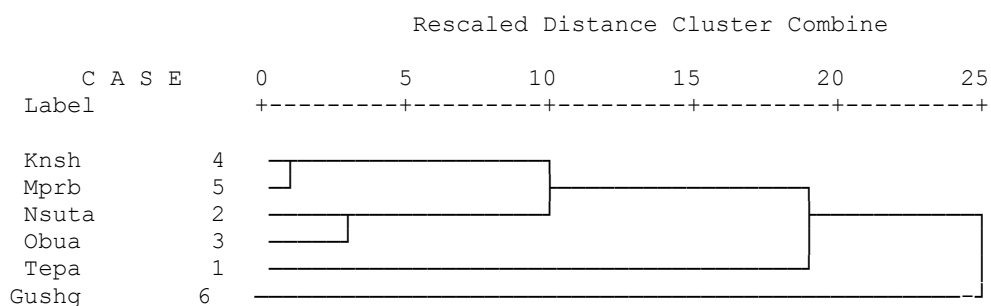 Rescaled Distance Cluster Combine
C A S E 0 5 10 15 20 25
Label +---------+---------+---------+---------+---------+
Knsh 4
Mprb 5
Nsuta 2
Obua 3
Tepa 1
Gushg 6